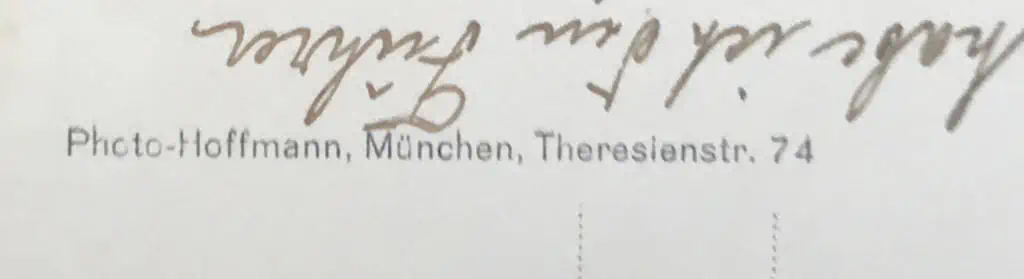 habe ich den Führer
Photo-Hoffmann, München, Theresienstr. 74